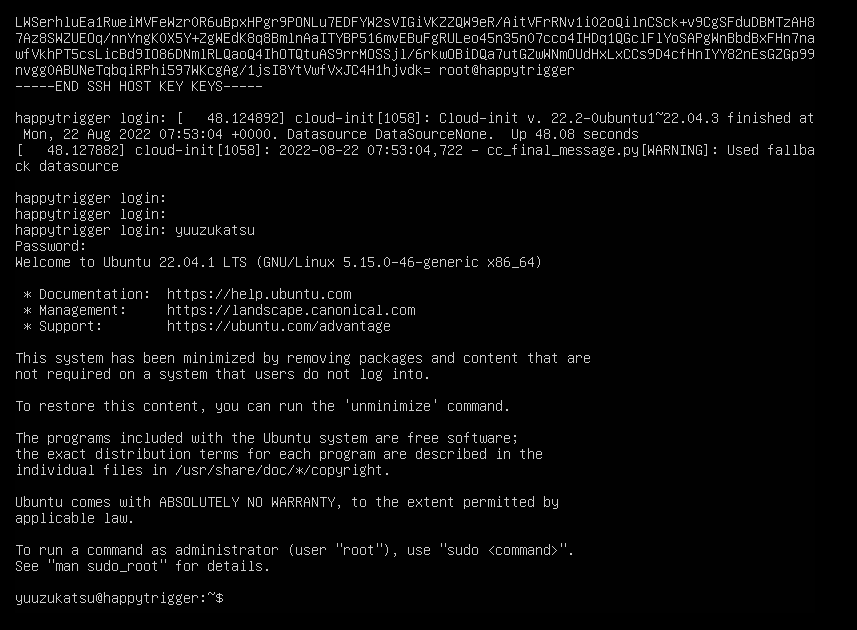 LWSerhluEa1RweiMVFeWzr0R6uBpxHPgr9PONLu7EDFYW2sVIGiVKZZQW9eR/AitVFrRNv1i02oQilnCSck+v9CgSFduDBMTzAH8
7Az8SWZUEOq/nnYngK0X5Y+ZgWEdK8q8BmlnAaITYBP516mvEBuFgRULeo45n35n07cco4IHDq1QGclFlYoSAPgWnBbdBxFHn7na
wfVkhPT5csLicBd9IO86DNmlRLQaoQ4IhOTQtuAS9rrMOSSjl/6rkwOBiDQa7utGZwWNmOUdHxLxCCs9D4cfHnIYY82nEsGZGp99
nvgg0ABUNeTqbqiRPhi597WKcgAg/1jsI8YtVwfVxJC4H1hjvdk= root@happytrigger
-----END SSH HOST KEY KEYS-----
happytrigger login: [   48.124892] cloud-init[1058]: Cloud-init v. 22.2-0ubuntu1~22.04.3 finished at
 Mon, 22 Aug 2022 07:53:04 +0000. Datasource DataSourceNone.  Up 48.08 seconds
[   48.127882] cloud-init[1058]: 2022-08-22 07:53:04,722 - cc_final_message.py[WARNING]: Used fallba
ck datasource
happytrigger login:
happytrigger login:
happytrigger login: yuuzukatsu
Password:
Welcome to Ubuntu 22.04.1 LTS (GNU/Linux 5.15.0-46-generic x86_64)
 * Documentation:  https://help.ubuntu.com
 * Management:     https://landscape.canonical.com
 * Support:        https://ubuntu.com/advantage
This system has been minimized by removing packages and content that are
not required on a system that users do not log into.
To restore this content, you can run the 'unminimize' command.
The programs included with the Ubuntu system are free software;
the exact distribution terms for each program are described in the
individual files in /usr/share/doc/*/copyright.
Ubuntu comes with ABSOLUTELY NO WARRANTY, to the extent permitted by
applicable law.
To run a command as administrator (user "root"), use "sudo <command>".
See "man sudo_root" for details.
yuuzukatsu@happytrigger:~$